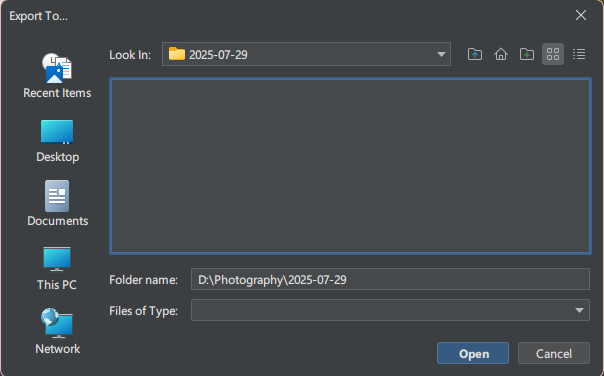 Export To...
Look In: 2025-07-29
Recent Items
Desktop
Documents
This PC
Network
Folder name: D:\Photography\2025-07-29
Files of Type:
Open Cancel